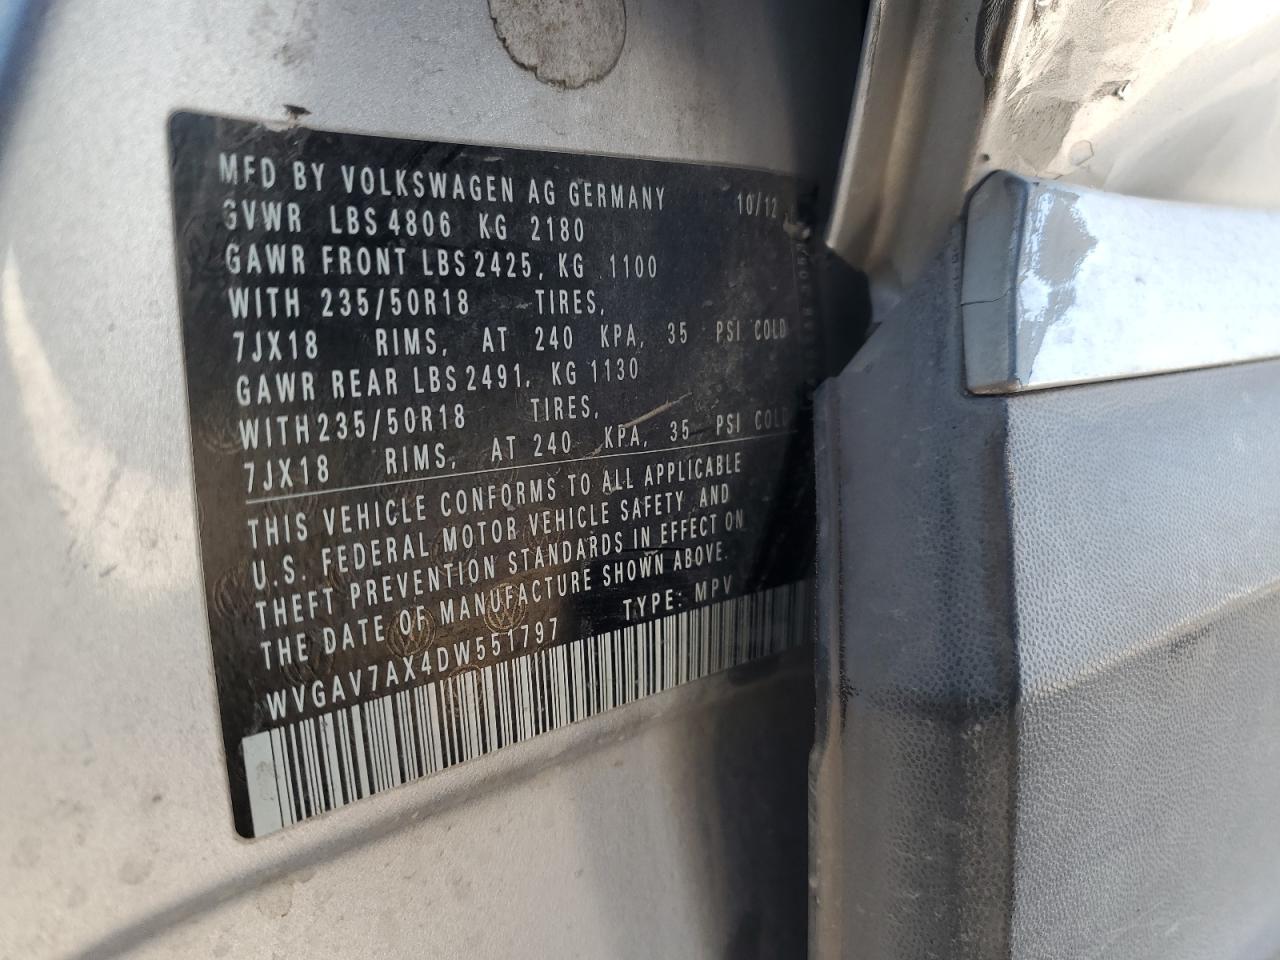 MFD BY VOLKSWAGEN AG GERMANY 10/12
GVWR LBS 4806 KG 2180
GAWR FRONT LBS 2425, KG 1100
WITH 235/50R18 TIRES,
7JX18 RIMS, AT 240 KPA, 35 PSI COLD
GAWR REAR LBS 2491, KG 1130
WITH 235/50R18 TIRES,
7JX18 RIMS, AT 240 KPA, 35 PSI COLD
THIS VEHICLE CONFORMS TO ALL APPLICABLE
U.S. FEDERAL MOTOR VEHICLE SAFETY AND
THEFT PREVENTION STANDARDS IN EFFECT ON
THE DATE OF MANUFACTURE SHOWN ABOVE.
WVGAV7AX4DW551797 TYPE: MPV